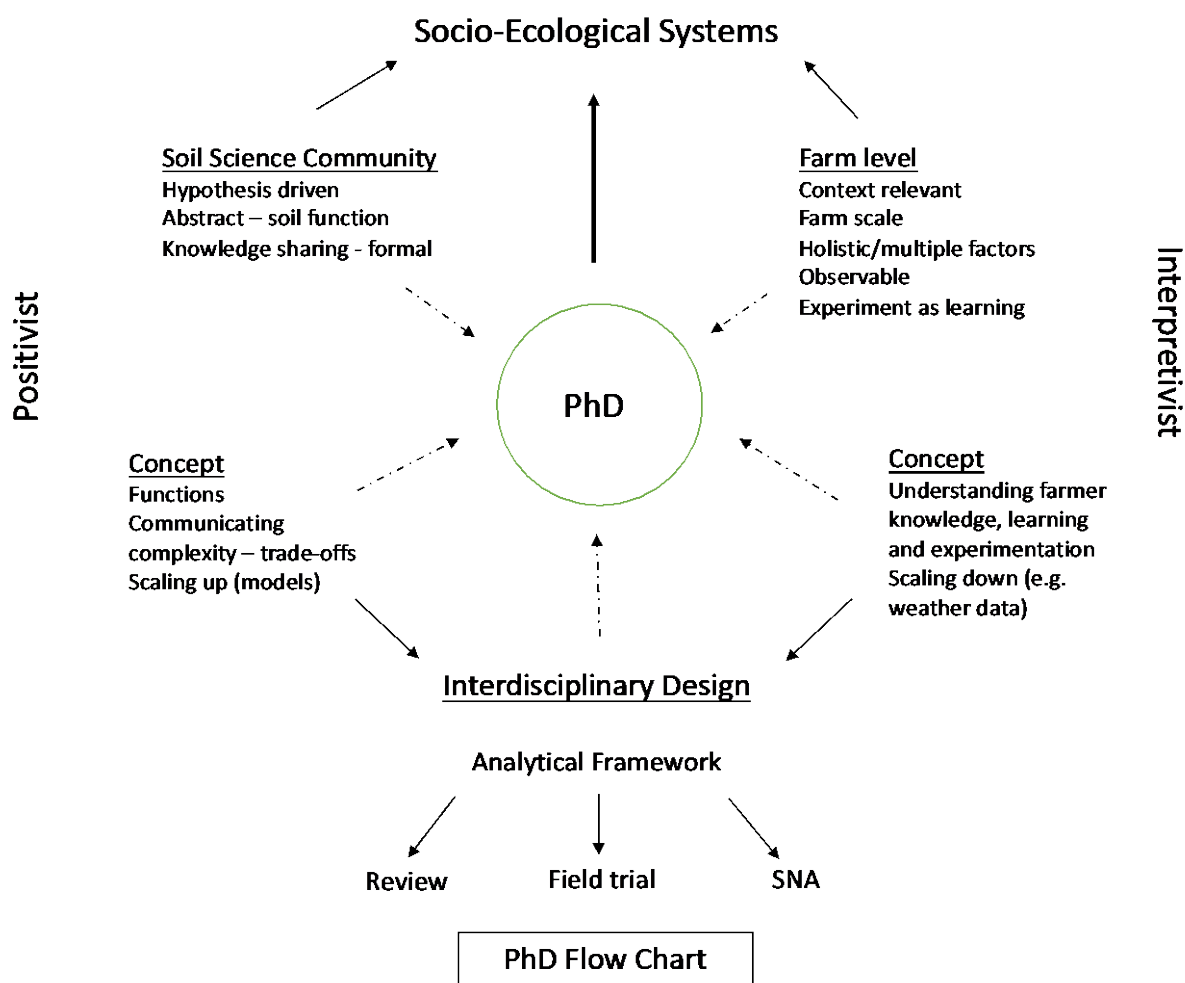 Socio-Ecological Systems
Soil Science Community
Hypothesis driven
Abstract – soil function
Knowledge sharing - formal
Farm level
Context relevant
Farm scale
Holistic/multiple factors
Observable
Experiment as learning
Positivist
Interpretivist
PhD
Concept
Functions
Communicating
complexity – trade-offs
Scaling up (models)
Concept
Understanding farmer
knowledge, learning
and experimentation
Scaling down (e.g.
weather data)
Interdisciplinary Design
Analytical Framework
Review
Field trial
SNA
PhD Flow Chart